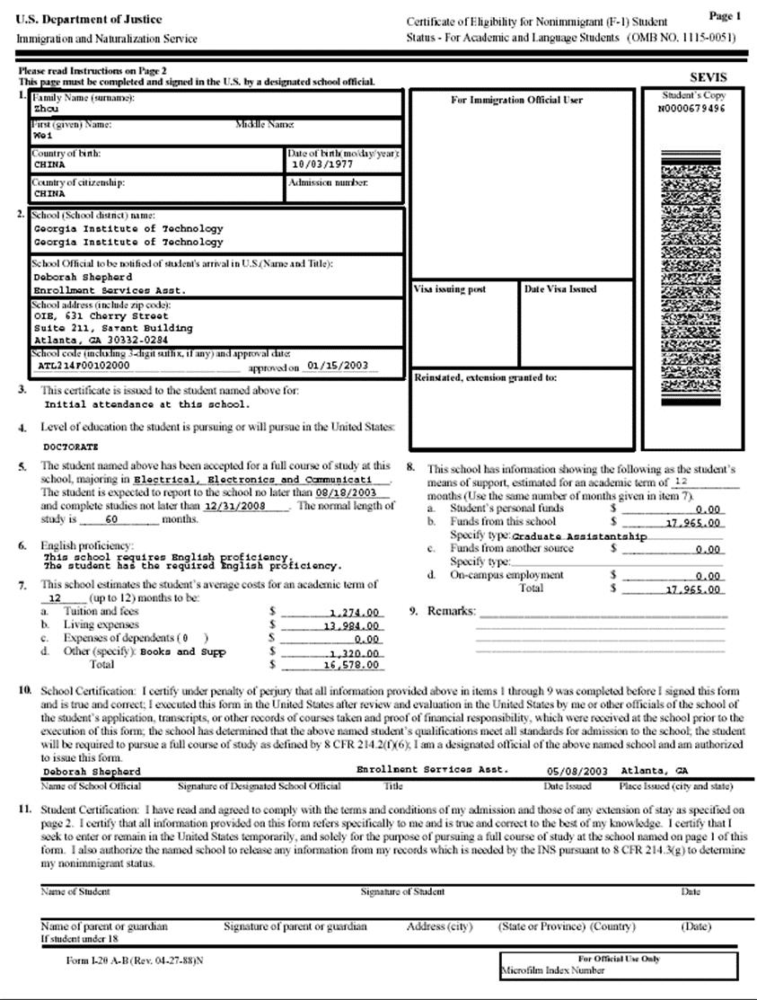 U.S. Department of Justice
Immigration and Naturalization Service
Certificate of Eligibility for Nonimmigrant (F-1) Student
Status - For Academic and Language Students (OMB NO. 1115-0051)
Page 1
Please read Instructions on Page 2
This page must be completed and signed in the U.S. by a designated school official.
SEVIS
1. Family Name (surname):
Zhou
First (given) Name: Middle Name:
Wei
Country of birth: Date of birth(mo/day/year):
CHINA 10/03/1977
Country of citizenship: Admission number:
CHINA
For Immigration Official User
Student's Copy
N0000679496
2. School (School district) name:
Georgia Institute of Technology
Georgia Institute of Technology
School Official to be notified of student's arrival in U.S.(Name and Title):
Deborah Shepherd
Enrollment Services Asst.
School address (include zip code):
OIE, 631 Cherry Street
Suite 211, Savant Building
Atlanta, GA 30332-0284
School code (including 3-digit suffix, if any) and approval date:
ATL214F00102000 approved on 01/15/2003
Visa issuing post Date Visa Issued
Reinstated, extension granted to:
3. This certificate is issued to the student named above for:
Initial attendance at this school.
4. Level of education the student is pursuing or will pursue in the United States:
DOCTORATE
5. The student named above has been accepted for a full course of study at this
school, majoring in Electrical, Electronics and Communicati .
The student is expected to report to the school no later than 08/18/2003
and complete studies not later than 12/31/2008 . The normal length of
study is 60 months.
6. English proficiency:
This school requires English proficiency.
The student has the required English proficiency.
7. This school estimates the student's average costs for an academic term of
12 (up to 12) months to be:
a. Tuition and fees $ 1,274.00
b. Living expenses $ 13,984.00
c. Expenses of dependents ( 0 ) $ 0.00
d. Other (specify): Books and Supp $ 1,320.00
Total $ 16,578.00
8. This school has information showing the following as the student's
means of support, estimated for an academic term of 12
months (Use the same number of months given in item 7).
a. Student's personal funds $ 0.00
b. Funds from this school $ 17,965.00
Specify type: Graduate Assistantship
c. Funds from another source $ 0.00
Specify type:
d. On-campus employment $ 0.00
Total $ 17,965.00
9. Remarks:
10. School Certification: I certify under penalty of perjury that all information provided above in items 1 through 9 was completed before I signed this form
and is true and correct; I executed this form in the United States after review and evaluation in the United States by me or other officials of the school of
the student's application, transcripts, or other records of courses taken and proof of financial responsibility, which were received at the school prior to the
execution of this form; the school has determined that the above named student's qualifications meet all standards for admission to the school; the student
will be required to pursue a full course of study as defined by 8 CFR 214.2(f)(6); I am a designated official of the above named school and am authorized
to issue this form.
Deborah Shepherd Enrollment Services Asst. 05/08/2003 Atlanta, GA
Name of School Official Signature of Designated School Official Title Date Issued Place Issued (city and state)
11. Student Certification: I have read and agreed to comply with the terms and conditions of my admission and those of any extension of stay as specified on
page 2. I certify that all information provided on this form refers specifically to me and is true and correct to the best of my knowledge. I certify that I
seek to enter or remain in the United States temporarily, and solely for the purpose of pursuing a full course of study at the school named on page 1 of this
form. I also authorize the named school to release any information from my records which is needed by the INS pursuant to 8 CFR 214.3(g) to determine
my nonimmigrant status.
Name of Student Signature of Student Date
Name of parent or guardian Signature of parent or guardian Address (city) (State or Province) (Country) (Date)
If student under 18
Form I-20 A-B (Rev. 04-27-88)N
For Official Use Only
Microfilm Index Number